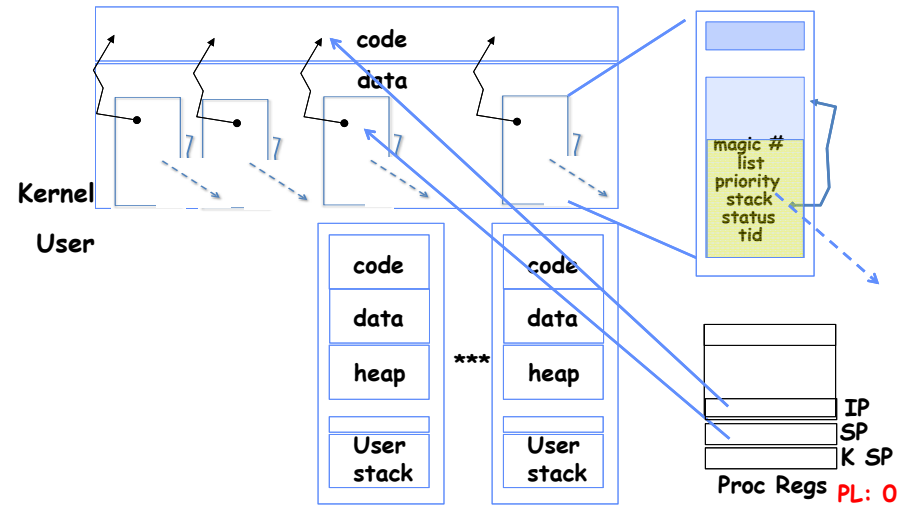 code
data
Kernel
User
magic #
list
priority
stack
status
tid
code
data
heap
User
stack
***
code
data
heap
User
stack
IP
SP
K SP
Proc Regs
PL: 0